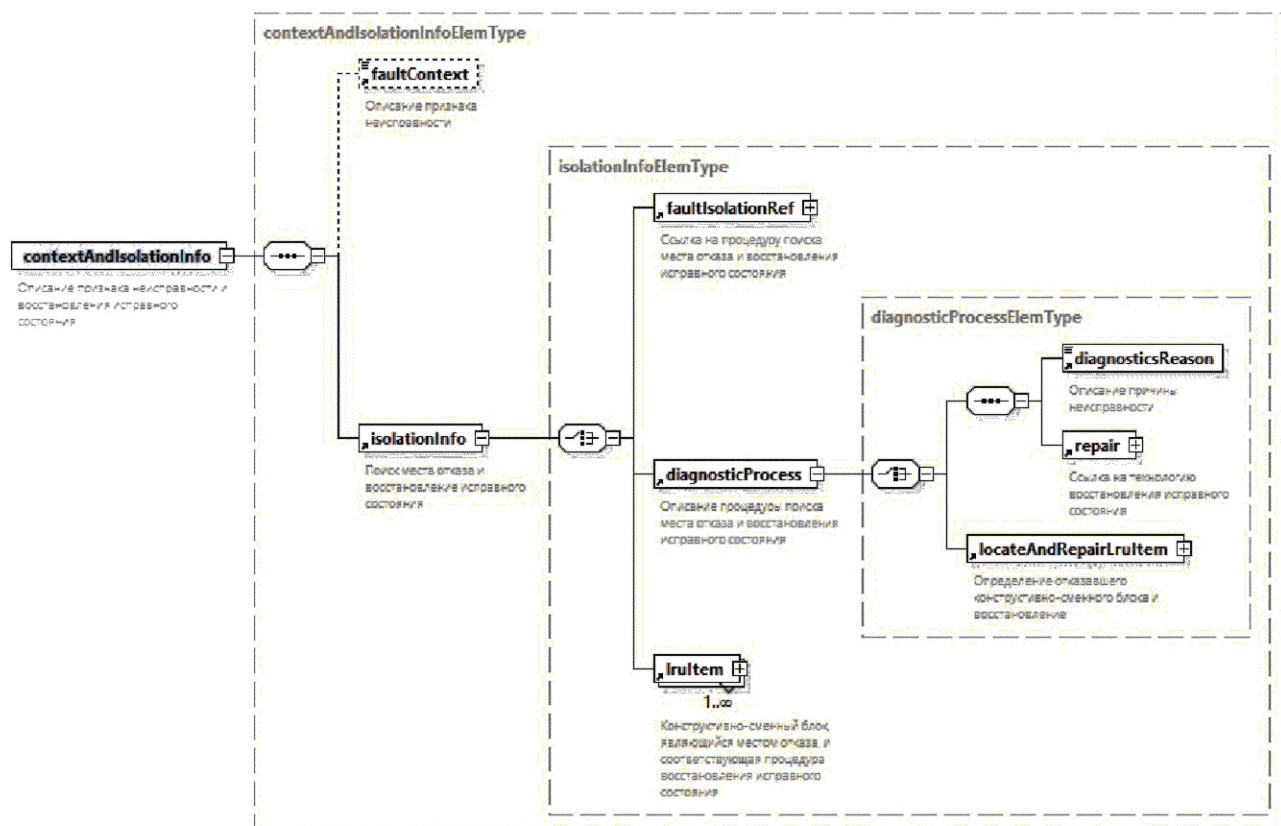 contextAndIsolationInfoElemType
faultContext
Описание признака
неисправности
isolationInfoElemType
faultIsolationRef
Ссылка на процедуру поиска
места отказа и восстановления
исправного состояния
contextAndIsolationInfo
Описание признака неисправности и
восстановления исправного
состояния
diagnosticProcessElemType
diagnosticsReason
Описание причины
неисправности
isolationInfo
Поиск места отказа и
восстановление исправного
состояния
repair
Ссылка на технологию
восстановления исправного
состояния
diagnosticProcess
Описание процедуры поиска
места отказа и восстановления
исправного состояния
locateAndRepairLruItem
Определение отказавшего
конструктивно-сменного блока и
восстановление
lruItem
1..∞
Конструктивно-сменный блок,
являющийся местом отказа, и
соответствующая процедура
восстановления исправного
состояния